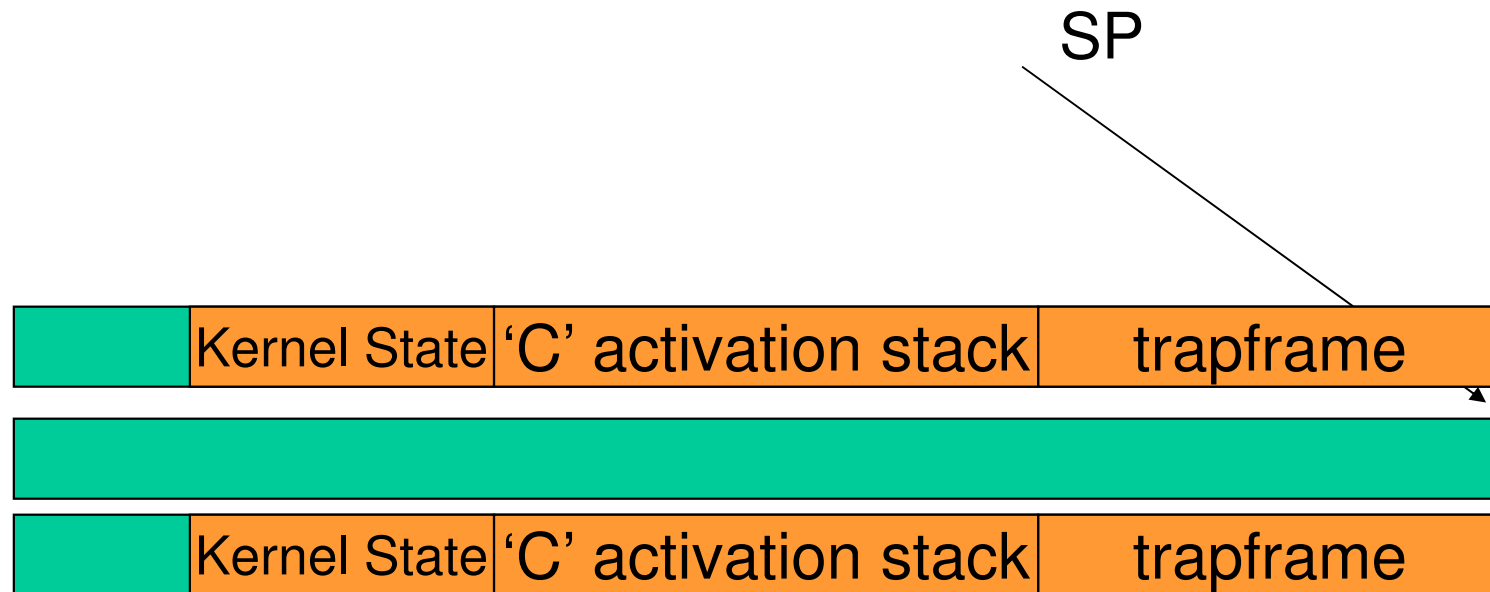 SP
Kernel State ‘C’ activation stack trapframe
Kernel State ‘C’ activation stack trapframe